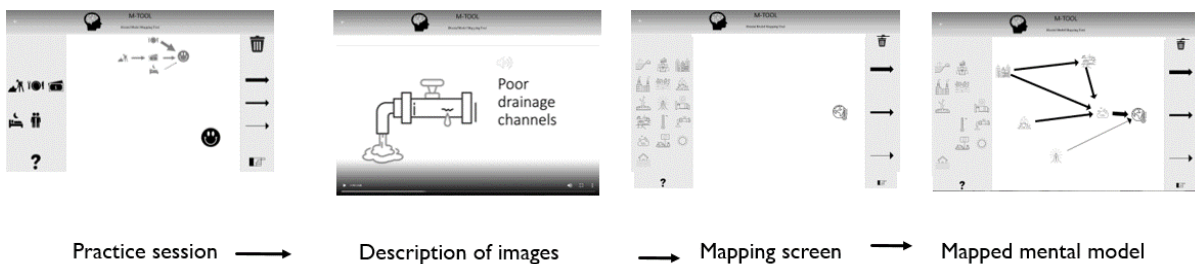 M-TOOL
M-TOOL
M-TOOL
M-TOOL
Poor
drainage
channels
?
?
?
Practice session
Description of images
Mapping screen
Mapped mental model